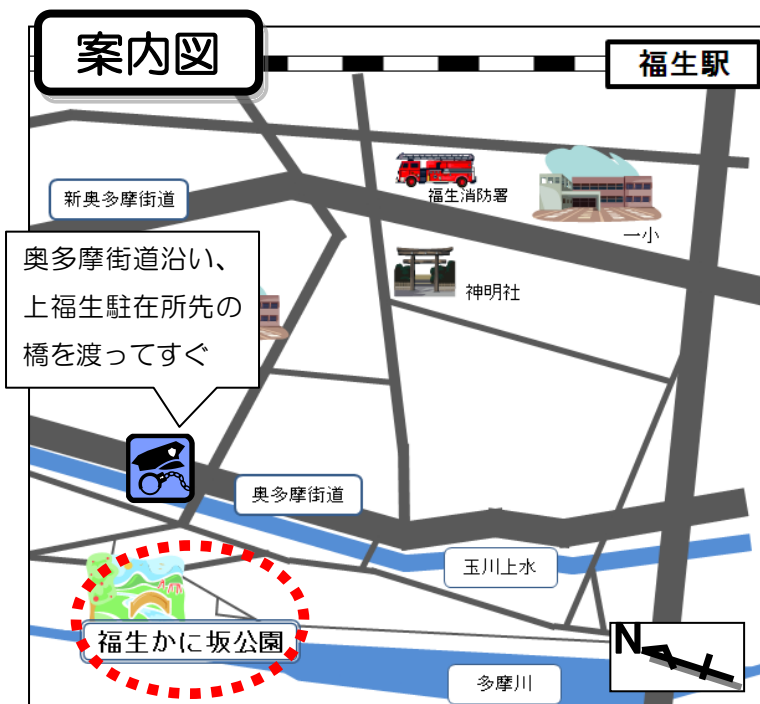 案内図
福生駅
新奥多摩街道
福生消防署
一小
奥多摩街道沿い、
上福生駐在所先の
橋を渡ってすぐ
神明社
奥多摩街道
玉川上水
福生かに坂公園
多摩川
N